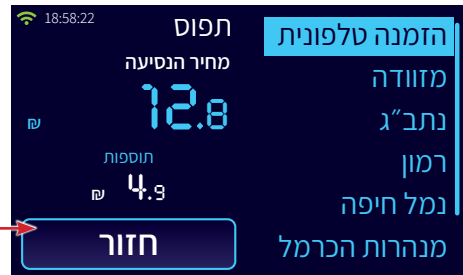 18:58:22
תפוס
מחיר הנסיעה
12.8
₪
תוספות
4.9 ₪
חזור
הזמנה טלפונית
מזוודה
נתב״ג
רמון
נמל חיפה
מנהרות הכרמל